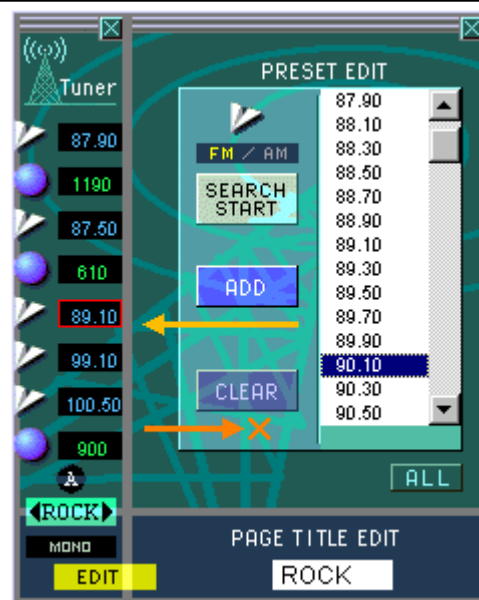 Tuner
87.90
1190
87.50
610
89.10
99.10
100.50
900
A
ROCK
MONO
EDIT
PRESET EDIT
FM / AM
SEARCH START
ADD
CLEAR
87.90
88.10
88.30
88.50
88.70
88.90
89.10
89.30
89.50
89.70
89.90
90.10
90.30
90.50
ALL
PAGE TITLE EDIT
ROCK